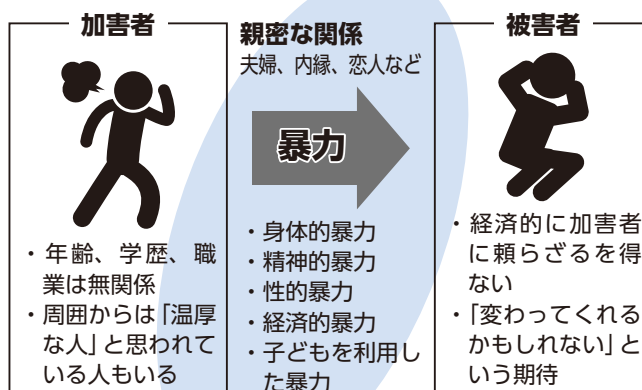 加害者
・年齢、学歴、職
業は無関係
・周囲からは「温厚
な人」と思われて
いる人もいる
親密な関係
夫婦、内縁、恋人など
暴力
・身体的暴力
・精神的暴力
・性的暴力
・経済的暴力
・子どもを利用し
た暴力
被害者
・経済的に加害者
に頼らざるを得
ない
・「変わってくれる
かもしれない」と
いう期待